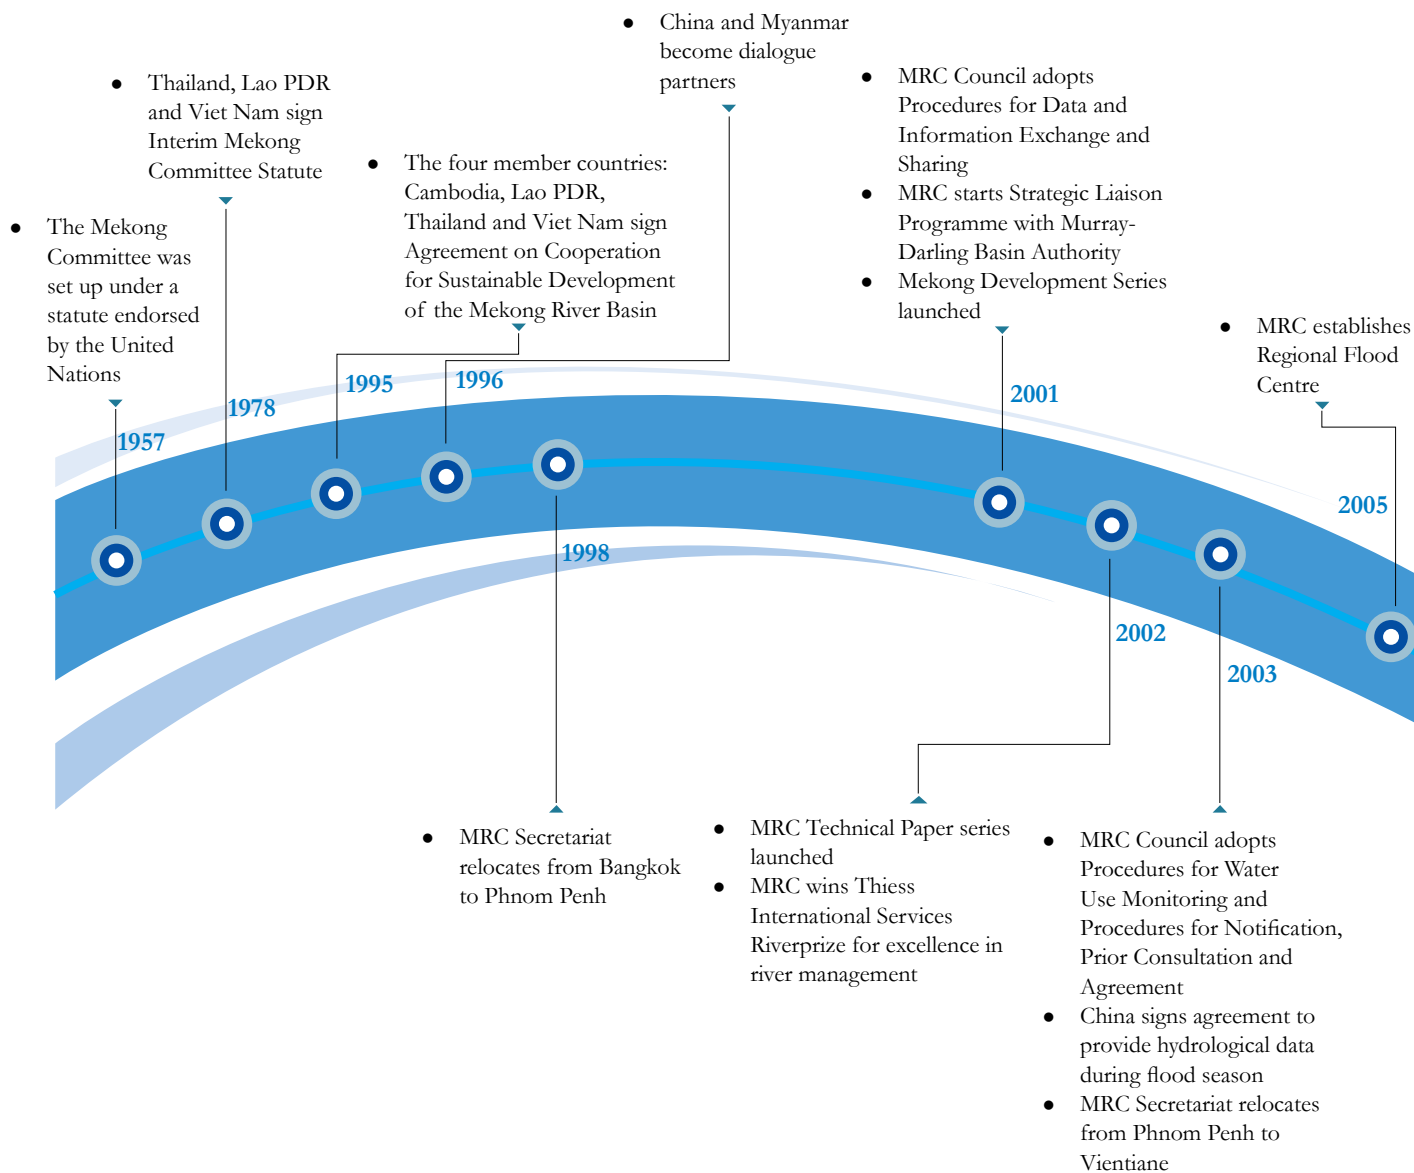 ● The Mekong
Committee was
set up under a
statute endorsed
by the United
Nations
1957
● Thailand, Lao PDR
and Viet Nam sign
Interim Mekong
Committee Statute
1978
● The four member countries:
Cambodia, Lao PDR,
Thailand and Viet Nam sign
Agreement on Cooperation
for Sustainable Development
of the Mekong River Basin
1995
● China and Myanmar
become dialogue
partners
1996
1998
● MRC Secretariat
relocates from Bangkok
to Phnom Penh
● MRC Council adopts
Procedures for Data and
Information Exchange and
Sharing
● MRC starts Strategic Liaison
Programme with Murray-
Darling Basin Authority
● Mekong Development Series
launched
2001
2002
● MRC Technical Paper series
launched
● MRC wins Thiess
International Services
Riverprize for excellence in
river management
2003
● MRC Council adopts
Procedures for Water
Use Monitoring and
Procedures for Notification,
Prior Consultation and
Agreement
● China signs agreement to
provide hydrological data
during flood season
● MRC Secretariat relocates
from Phnom Penh to
Vientiane
● MRC establishes
Regional Flood
Centre
2005